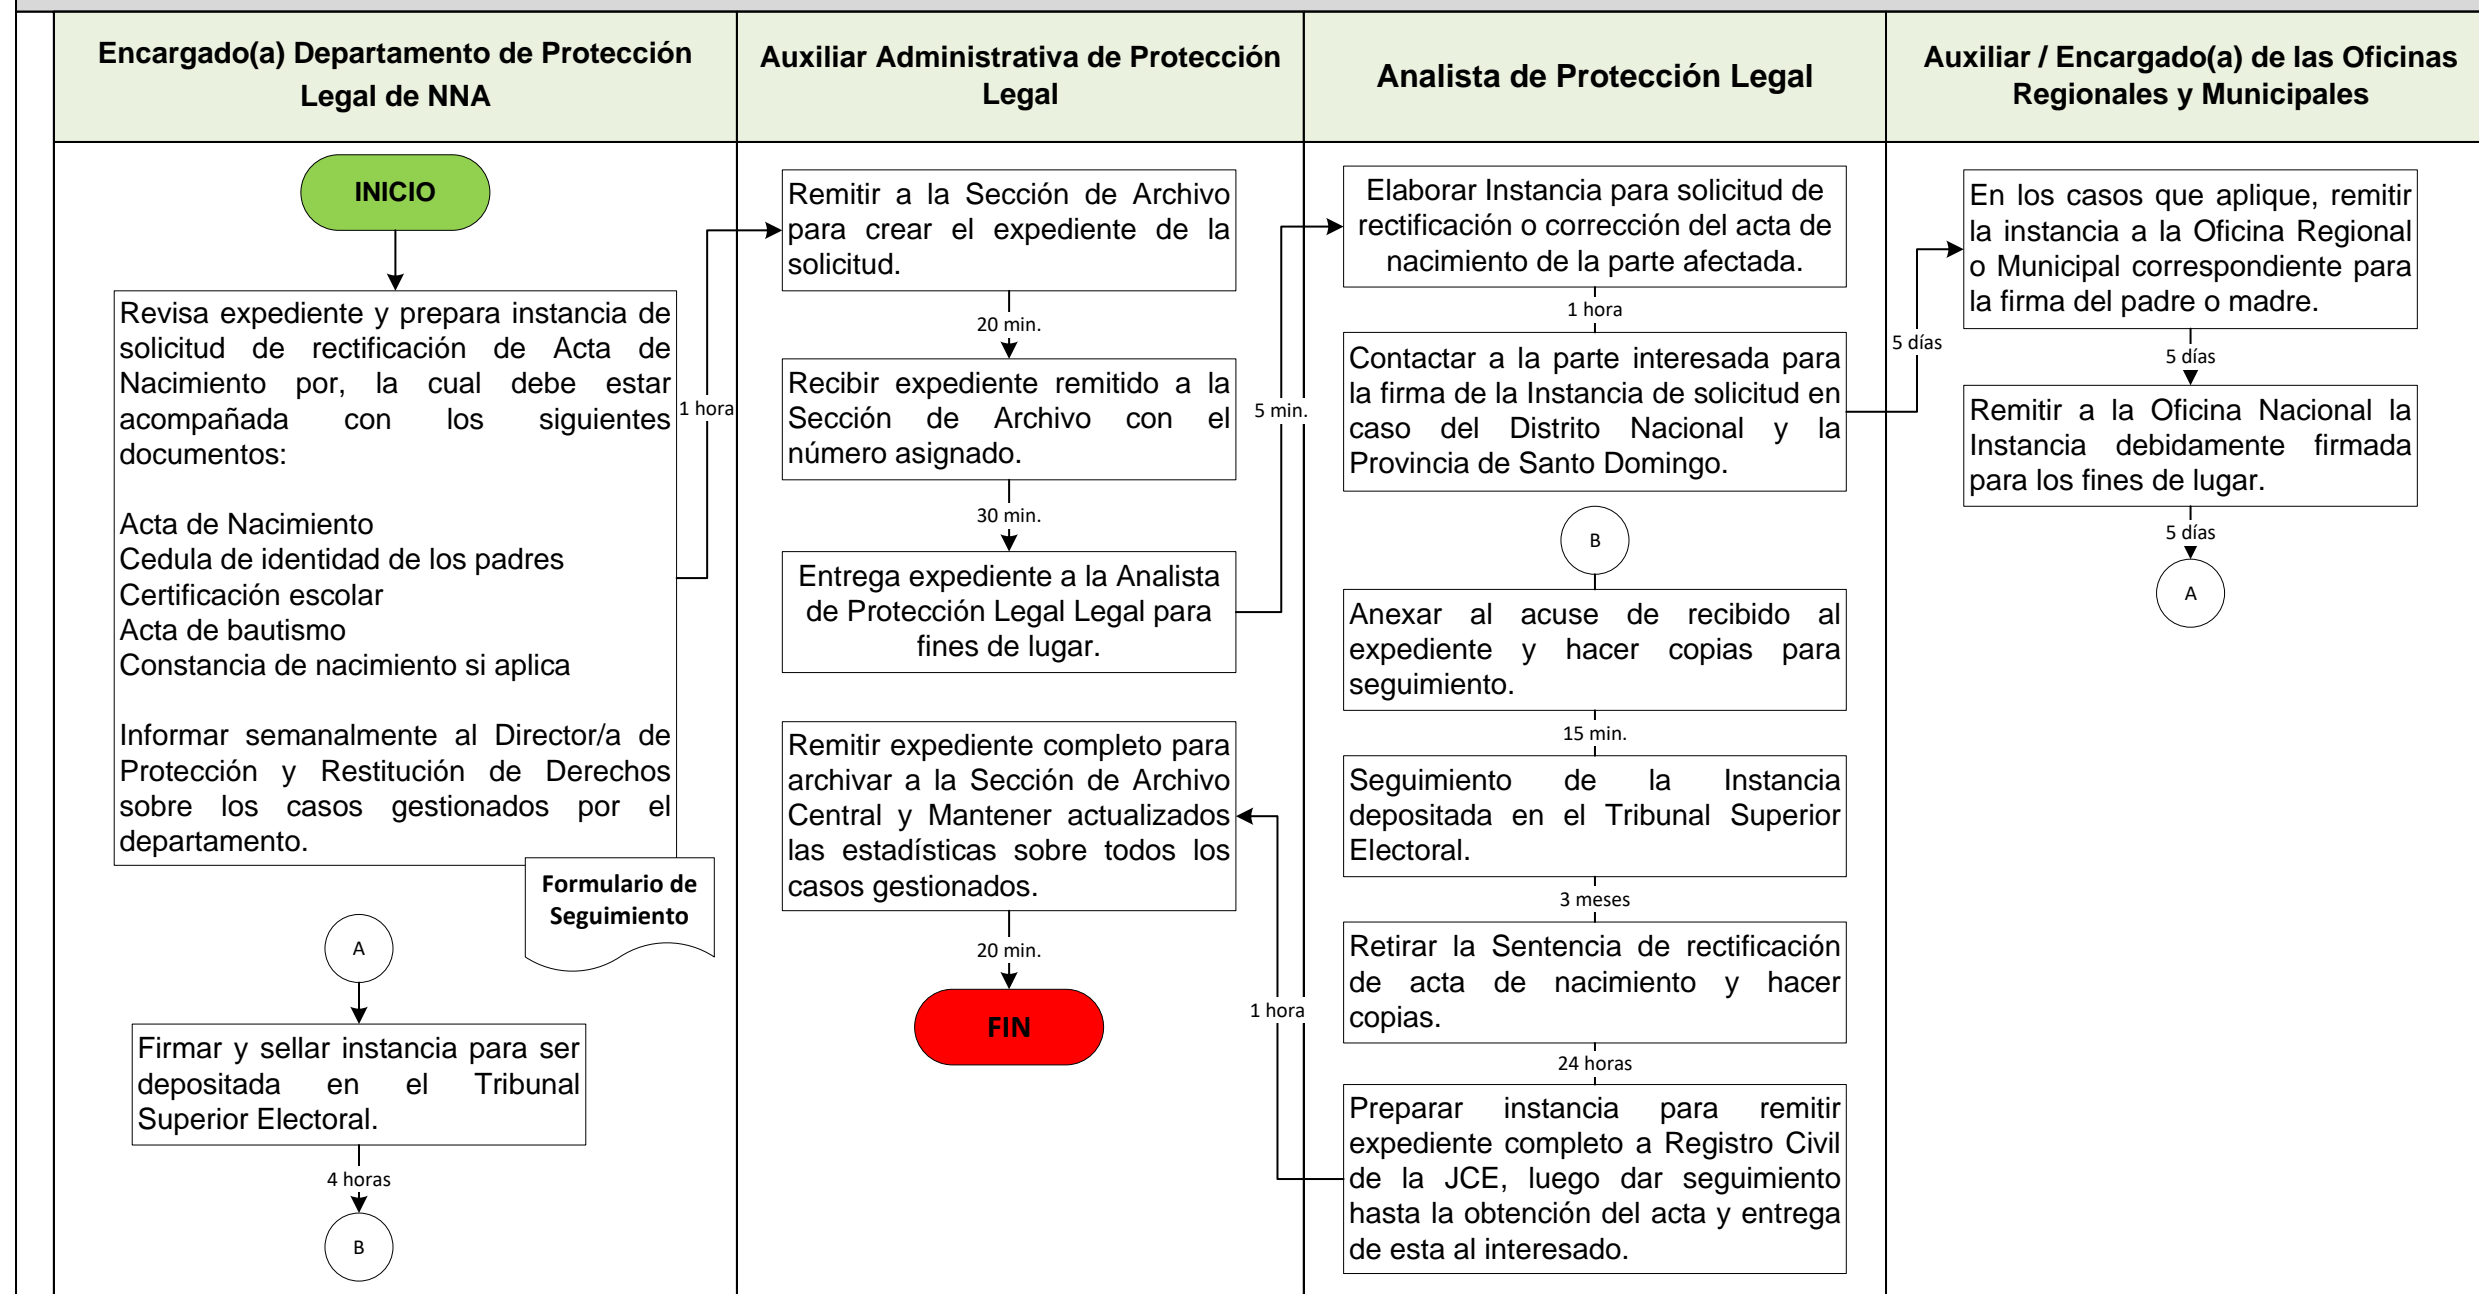 Encargado(a) Departamento de Protección
Legal de NNA
Auxiliar Administrativa de Protección
Legal
Analista de Protección Legal
Auxiliar / Encargado(a) de las Oficinas
Regionales y Municipales
INICIO
Revisa expediente y prepara instancia de
solicitud de rectificación de Acta de
Nacimiento por, la cual debe estar
acompañada con los siguientes
documentos:
Acta de Nacimiento
Cedula de identidad de los padres
Certificación escolar
Acta de bautismo
Constancia de nacimiento si aplica
Informar semanalmente al Director/a de
Protección y Restitución de Derechos
sobre los casos gestionados por el
departamento.
Formulario de
Seguimiento
1 hora
A
Firmar y sellar instancia para ser
depositada en el Tribunal
Superior Electoral.
4 horas
B
Remitir a la Sección de Archivo
para crear el expediente de la
solicitud.
20 min.
Recibir expediente remitido a la
Sección de Archivo con el
número asignado.
30 min.
Entrega expediente a la Analista
de Protección Legal Legal para
fines de lugar.
5 min.
Remitir expediente completo para
archivar a la Sección de Archivo
Central y Mantener actualizados
las estadísticas sobre todos los
casos gestionados.
20 min.
FIN
Elaborar Instancia para solicitud de
rectificación o corrección del acta de
nacimiento de la parte afectada.
1 hora
Contactar a la parte interesada para
la firma de la Instancia de solicitud en
caso del Distrito Nacional y la
Provincia de Santo Domingo.
5 días
B
Anexar al acuse de recibido al
expediente y hacer copias para
seguimiento.
15 min.
Seguimiento de la Instancia
depositada en el Tribunal Superior
Electoral.
3 meses
Retirar la Sentencia de rectificación
de acta de nacimiento y hacer
copias.
24 horas
Preparar instancia para remitir
expediente completo a Registro Civil
de la JCE, luego dar seguimiento
hasta la obtención del acta y entrega
de esta al interesado.
1 hora
En los casos que aplique, remitir
la instancia a la Oficina Regional
o Municipal correspondiente para
la firma del padre o madre.
5 días
Remitir a la Oficina Nacional la
Instancia debidamente firmada
para los fines de lugar.
5 días
A